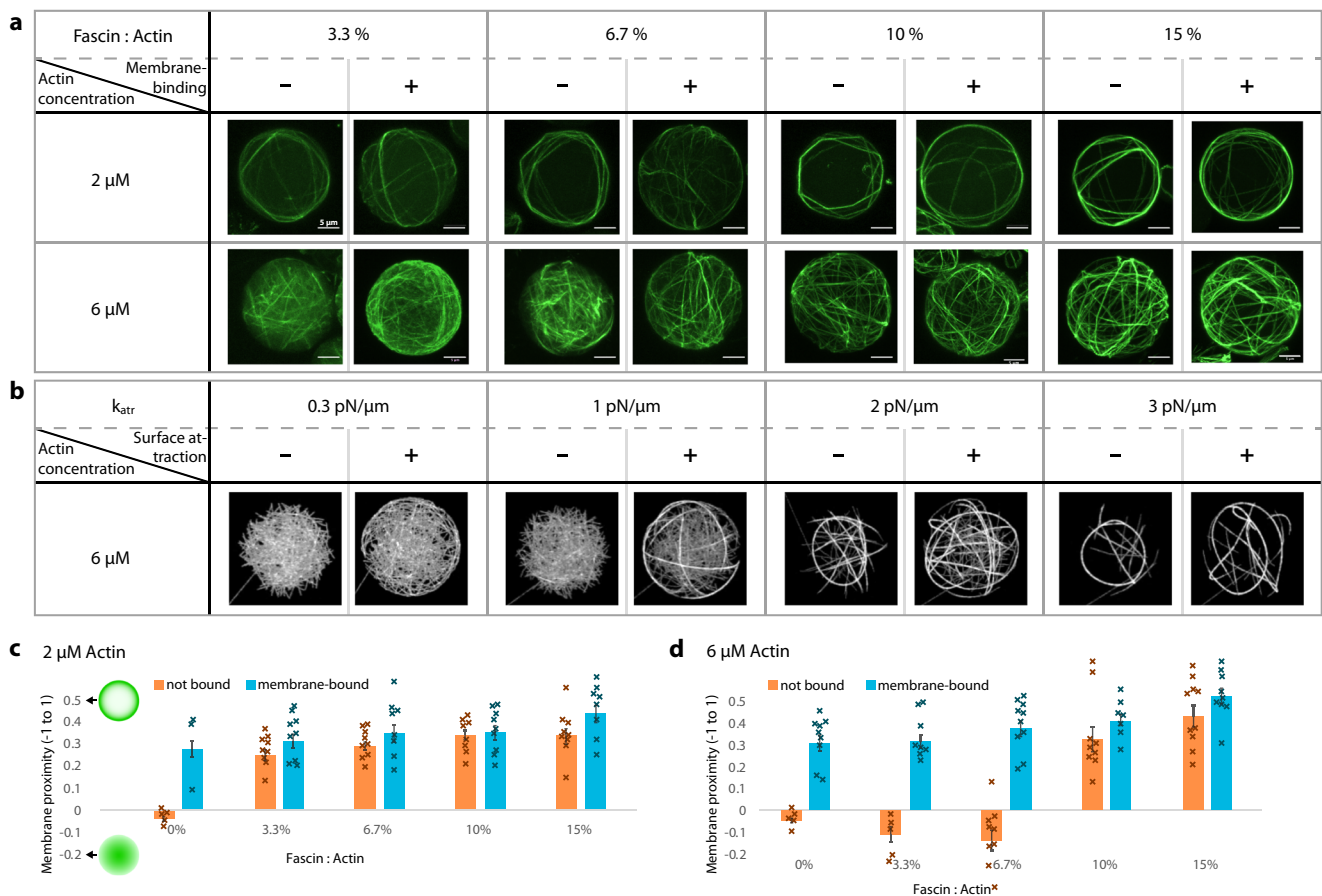 a
Fascin : Actin 3.3 % 6.7 % 10 % 15 %
Membrane-
binding
Actin
concentration
– + – + – + – +
2 µM
5 µm
6 µM
b
k_atr 0.3 pN/µm 1 pN/µm 2 pN/µm 3 pN/µm
Surface at-
traction
Actin
concentration
– + – + – + – +
6 µM
c 2 µM Actin
not bound membrane-bound
Membrane proximity (-1 to 1)
0.5
0.4
0.3
0.2
0.1
0
-0.1
-0.2
0% 3.3% 6.7% 10% 15%
Fascin : Actin
d 6 µM Actin
not bound membrane-bound
Membrane proximity (-1 to 1)
0.5
0.4
0.3
0.2
0.1
0
-0.1
-0.2
0% 3.3% 6.7% 10% 15%
Fascin : Actin